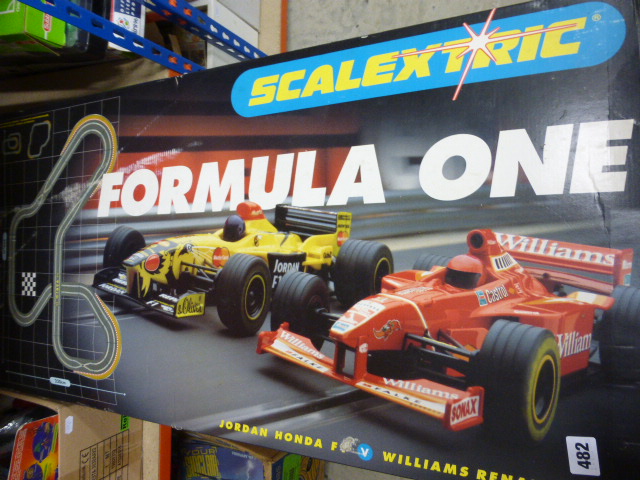 SCALEXTRIC
FORMULA ONE
Williams
Castrol
Williams
JORDAN
Williams
SONAX
JORDAN HONDA F V WILLIAMS RENA
482